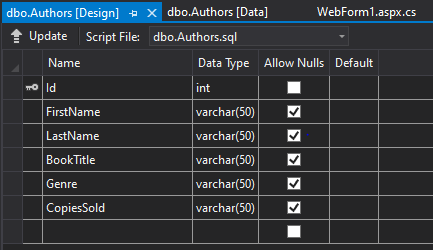 dbo.Authors [Design] dbo.Authors [Data] WebForm1.aspx.cs
Update Script File: dbo.Authors.sql
Name Data Type Allow Nulls Default
Id int
FirstName varchar(50)
LastName varchar(50)
BookTitle varchar(50)
Genre varchar(50)
CopiesSold varchar(50)